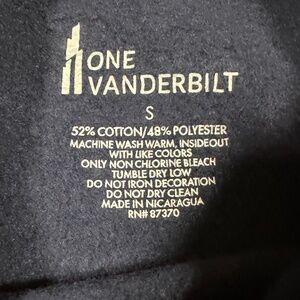 ONE
VANDERBILT
S
52% COTTON/48% POLYESTER
MACHINE WASH WARM, INSIDEOUT
WITH LIKE COLORS
ONLY NON CHLORINE BLEACH
TUMBLE DRY LOW
DO NOT IRON DECORATION
DO NOT DRY CLEAN
MADE IN NICARAGUA
RN# 87370